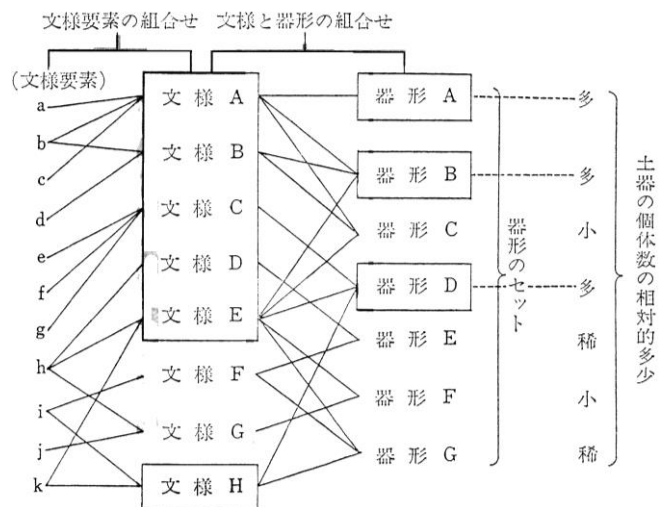 文様要素の組合せ 文様と器形の組合せ
(文様要素)
a 文様 A 器形 A 多
b 文様 B 器形 B 多
c 文様 C 器形 C 小
d 文様 D 器形 D 多
e 文様 E 器形 E 稀
f 文様 F 器形 F 小
g 文様 G 器形 G 稀
h 文様 H
i
j
k
器形のセット
土器の個体数の相対的多少